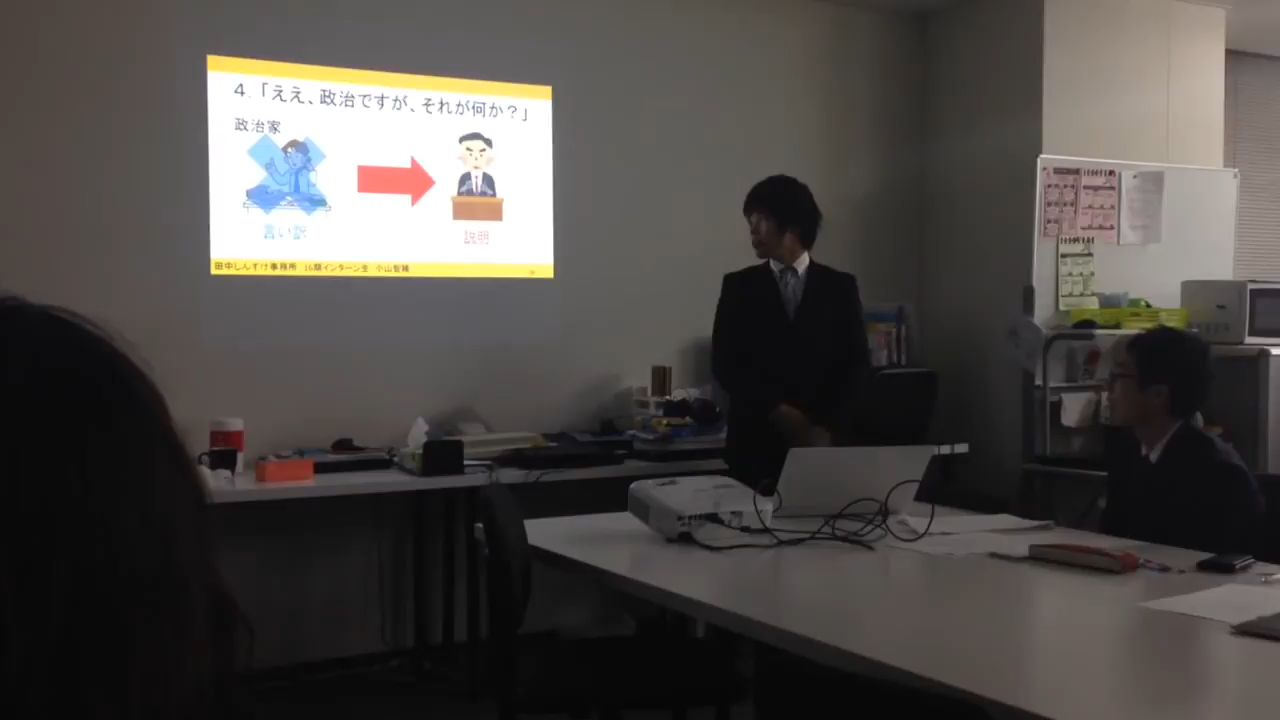 4.「ええ、政治ですが、それが何か？」
政治家
言い訳
説明
田中しんすけ事務所 16期インターン生 小山智輔